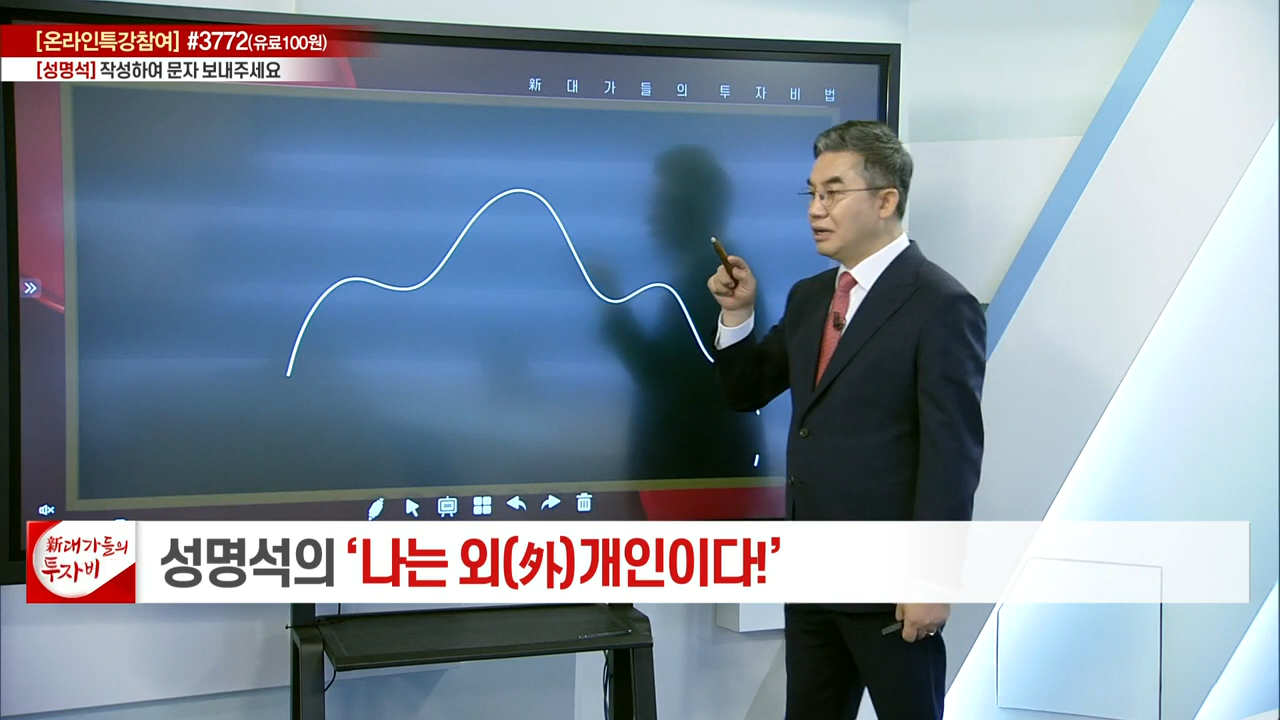 [온라인특강참여] #3772(유료100원)
[성명석] 작성하여 문자 보내주세요
新 대 가 들 의 투 자 비 법
新대가들의
투자비
성명석의 ‘나는 외(外)개인이다!’